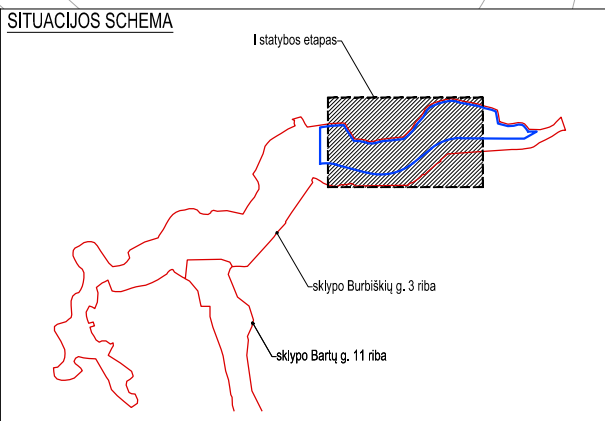 SITUACIJOS SCHEMA
I statybos etapas
sklypo Burbiškių g. 3 riba
sklypo Bartų g. 11 riba